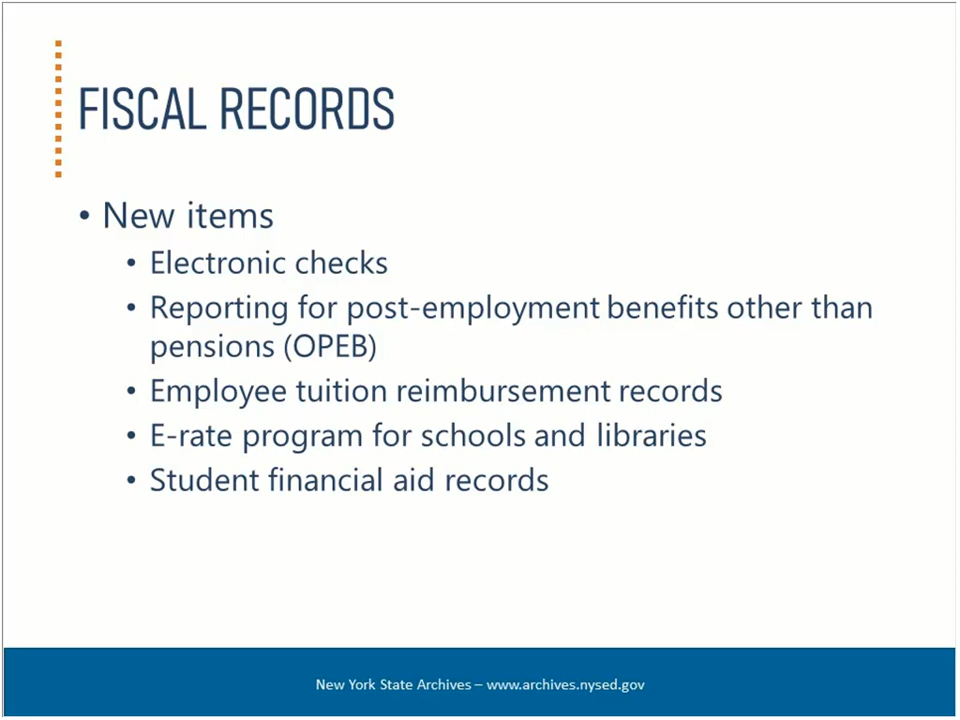 FISCAL RECORDS
• New items
• Electronic checks
• Reporting for post-employment benefits other than
pensions (OPEB)
• Employee tuition reimbursement records
• E-rate program for schools and libraries
• Student financial aid records
New York State Archives – www.archives.nysed.gov